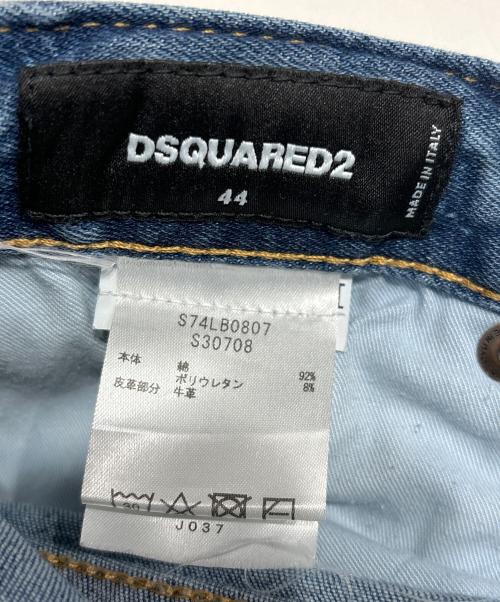 DSQUARED2
44
MADE IN ITALY
S74LB0807
S30708
本体 綿 92%
ポリウレタン 8%
皮革部分 牛革
30
J037